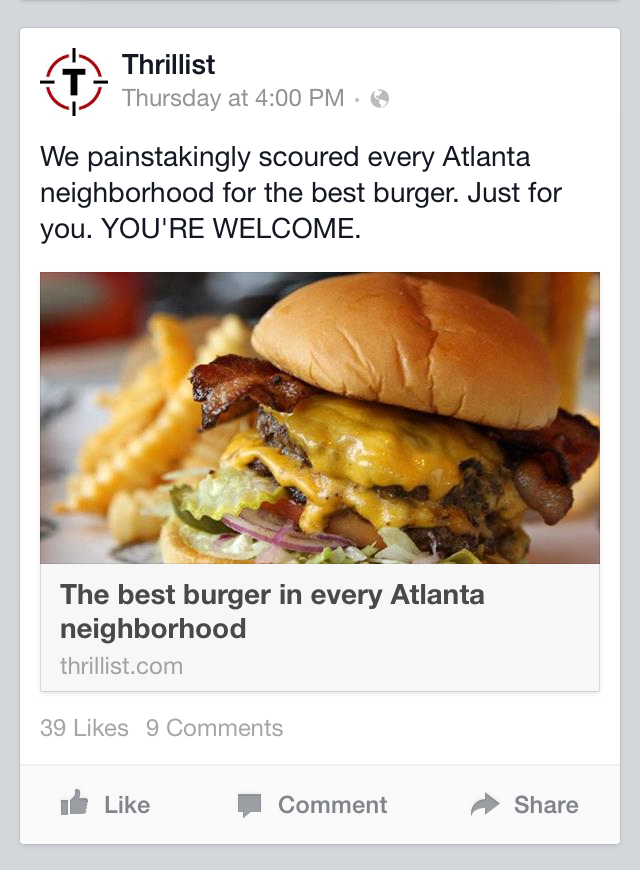 T
Thrillist
Thursday at 4:00 PM ·
We painstakingly scoured every Atlanta
neighborhood for the best burger. Just for
you. YOU'RE WELCOME.
The best burger in every Atlanta
neighborhood
thrillist.com
39 Likes 9 Comments
Like Comment Share